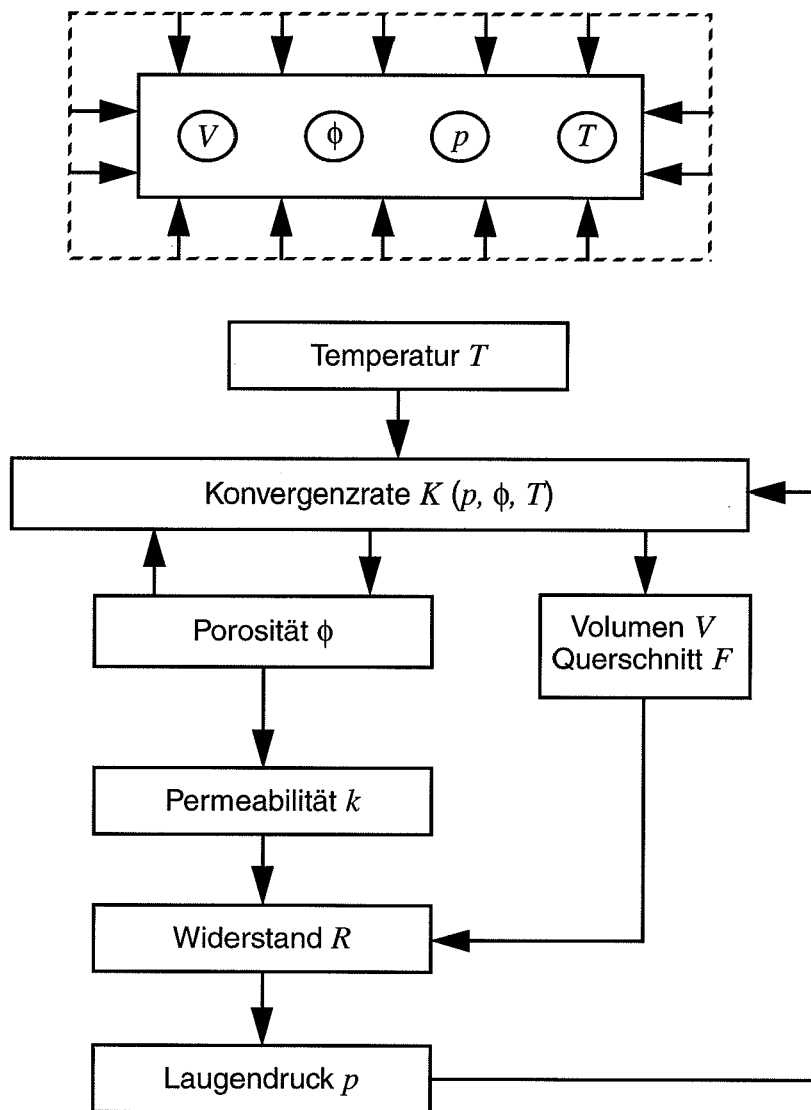 V φ p T
Temperatur T
Konvergenzrate K (p, φ, T)
Porosität φ
Volumen V
Querschnitt F
Permeabilität k
Widerstand R
Laugendruck p